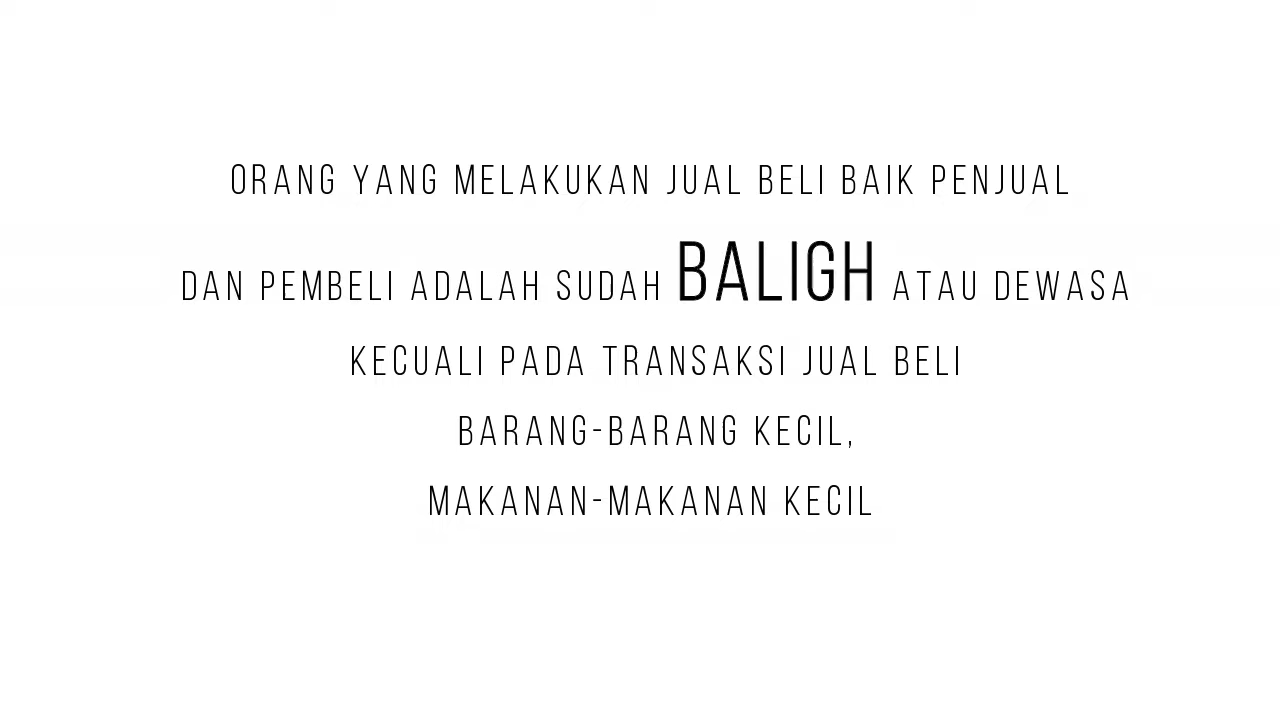 ORANG YANG MELAKUKAN JUAL BELI BAIK PENJUAL
DAN PEMBELI ADALAH SUDAH BALIGH ATAU DEWASA
KECUALI PADA TRANSAKSI JUAL BELI
BARANG-BARANG KECIL,
MAKANAN-MAKANAN KECIL